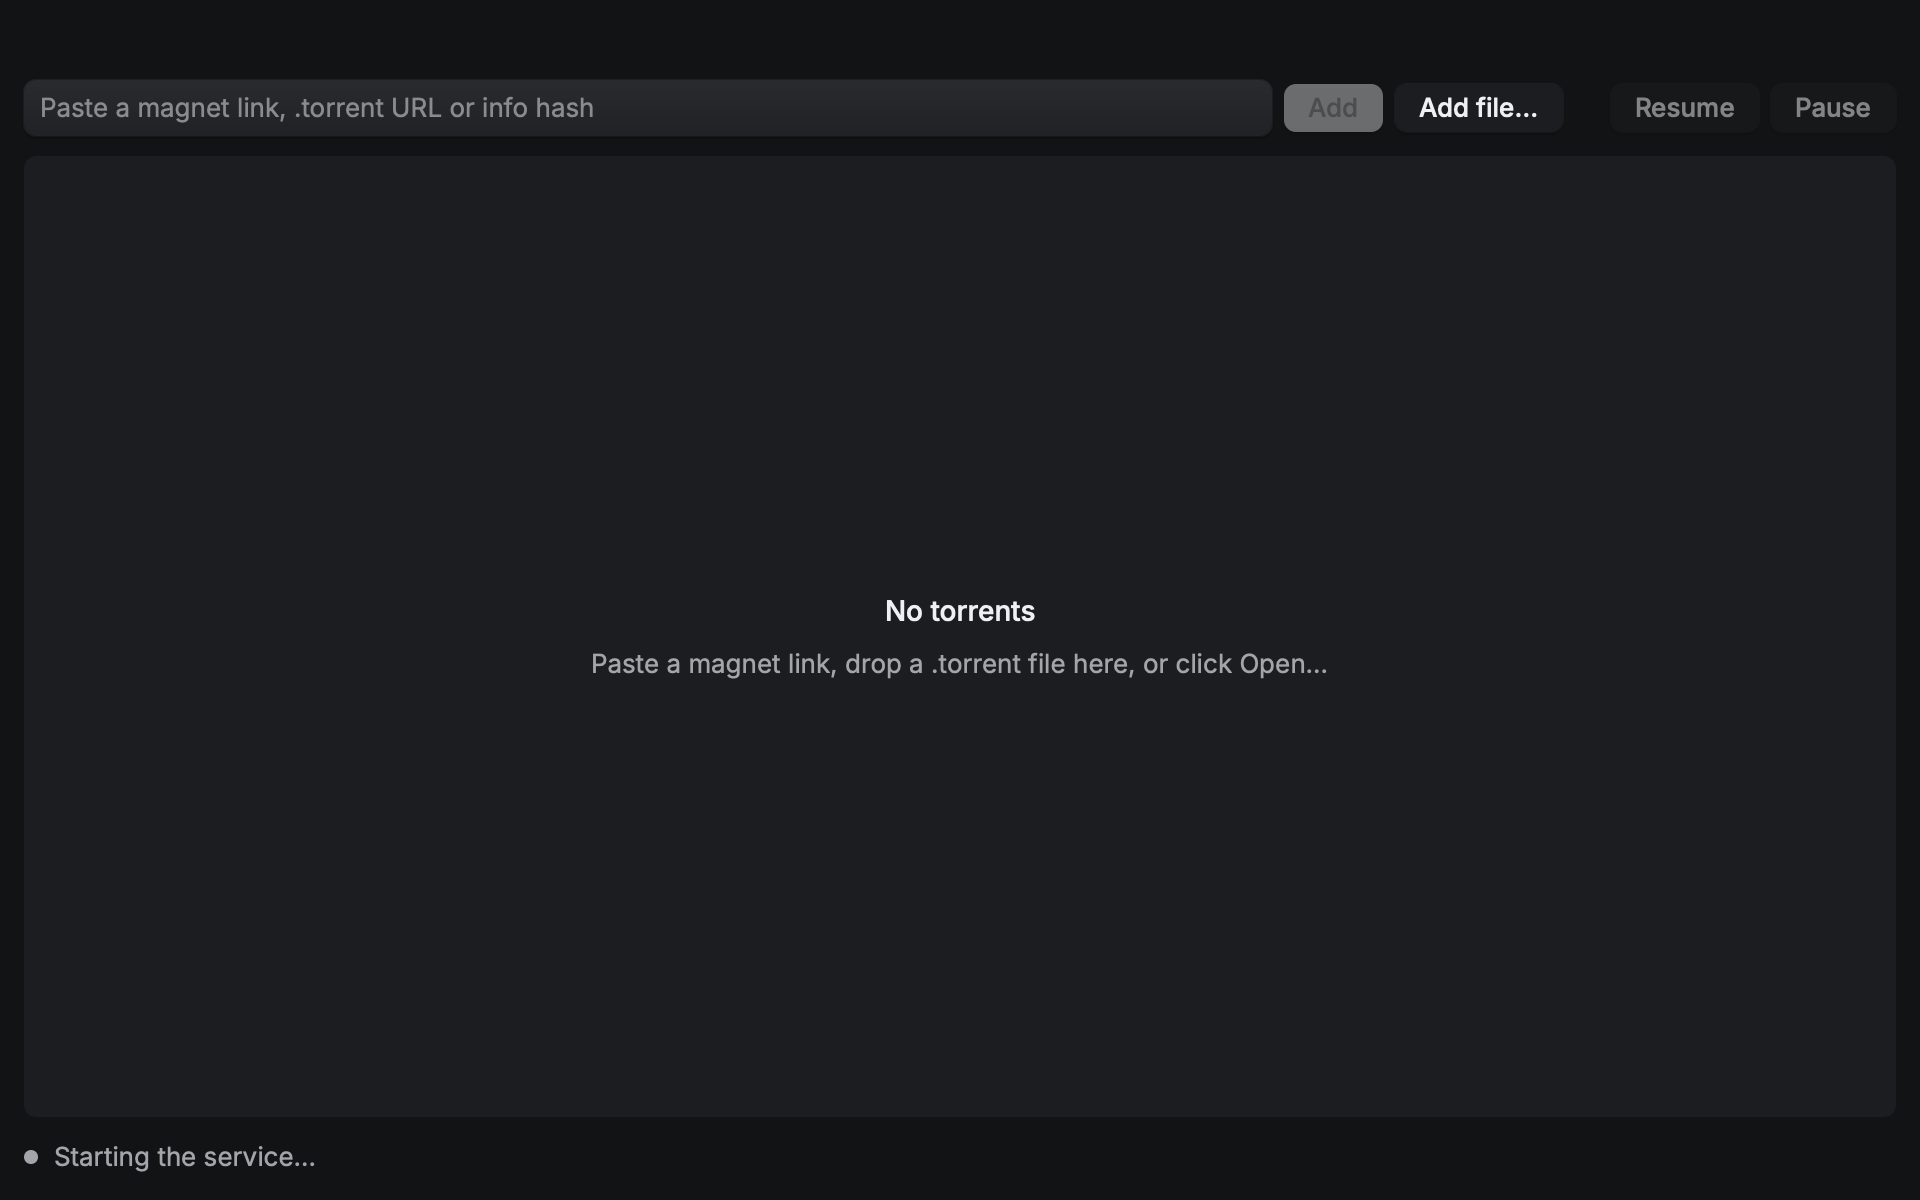 Paste a magnet link, .torrent URL or info hash
Add
Add file...
Resume
Pause
No torrents
Paste a magnet link, drop a .torrent file here, or click Open...
Starting the service...